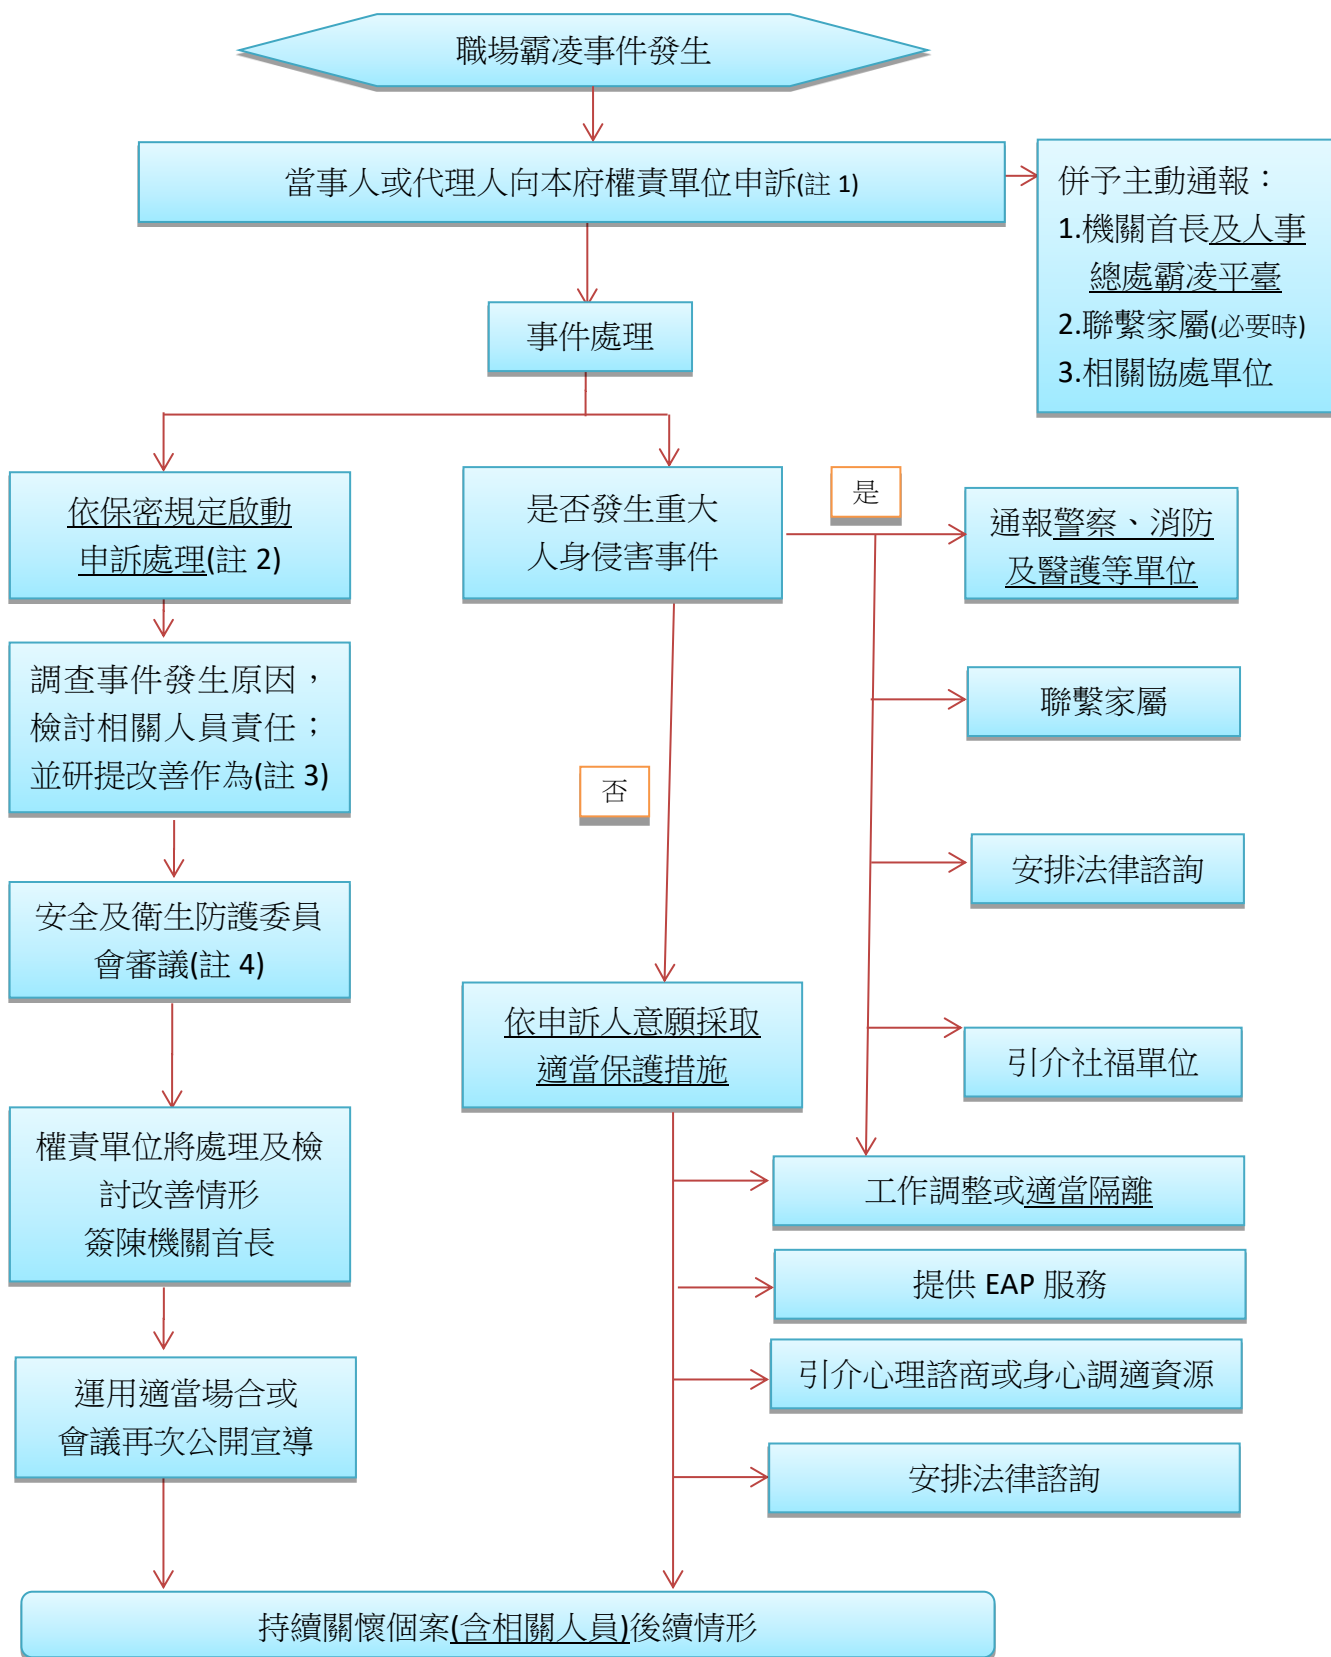 職場霸凌事件發生
當事人或代理人向本府權責單位申訴(註 1)
併予主動通報：
1.機關首長及人事
總處霸凌平臺
2.聯繫家屬(必要時)
3.相關協處單位
事件處理
依保密規定啟動
申訴處理(註 2)
是否發生重大
人身侵害事件
是
通報警察、消防
及醫護等單位
調查事件發生原因，
檢討相關人員責任；
並研提改善作為(註 3)
聯繫家屬
否
安排法律諮詢
安全及衛生防護委員
會審議(註 4)
依申訴人意願採取
適當保護措施
引介社福單位
權責單位將處理及檢
討改善情形
簽陳機關首長
工作調整或適當隔離
提供 EAP 服務
引介心理諮商或身心調適資源
運用適當場合或
會議再次公開宣導
安排法律諮詢
持續關懷個案(含相關人員)後續情形